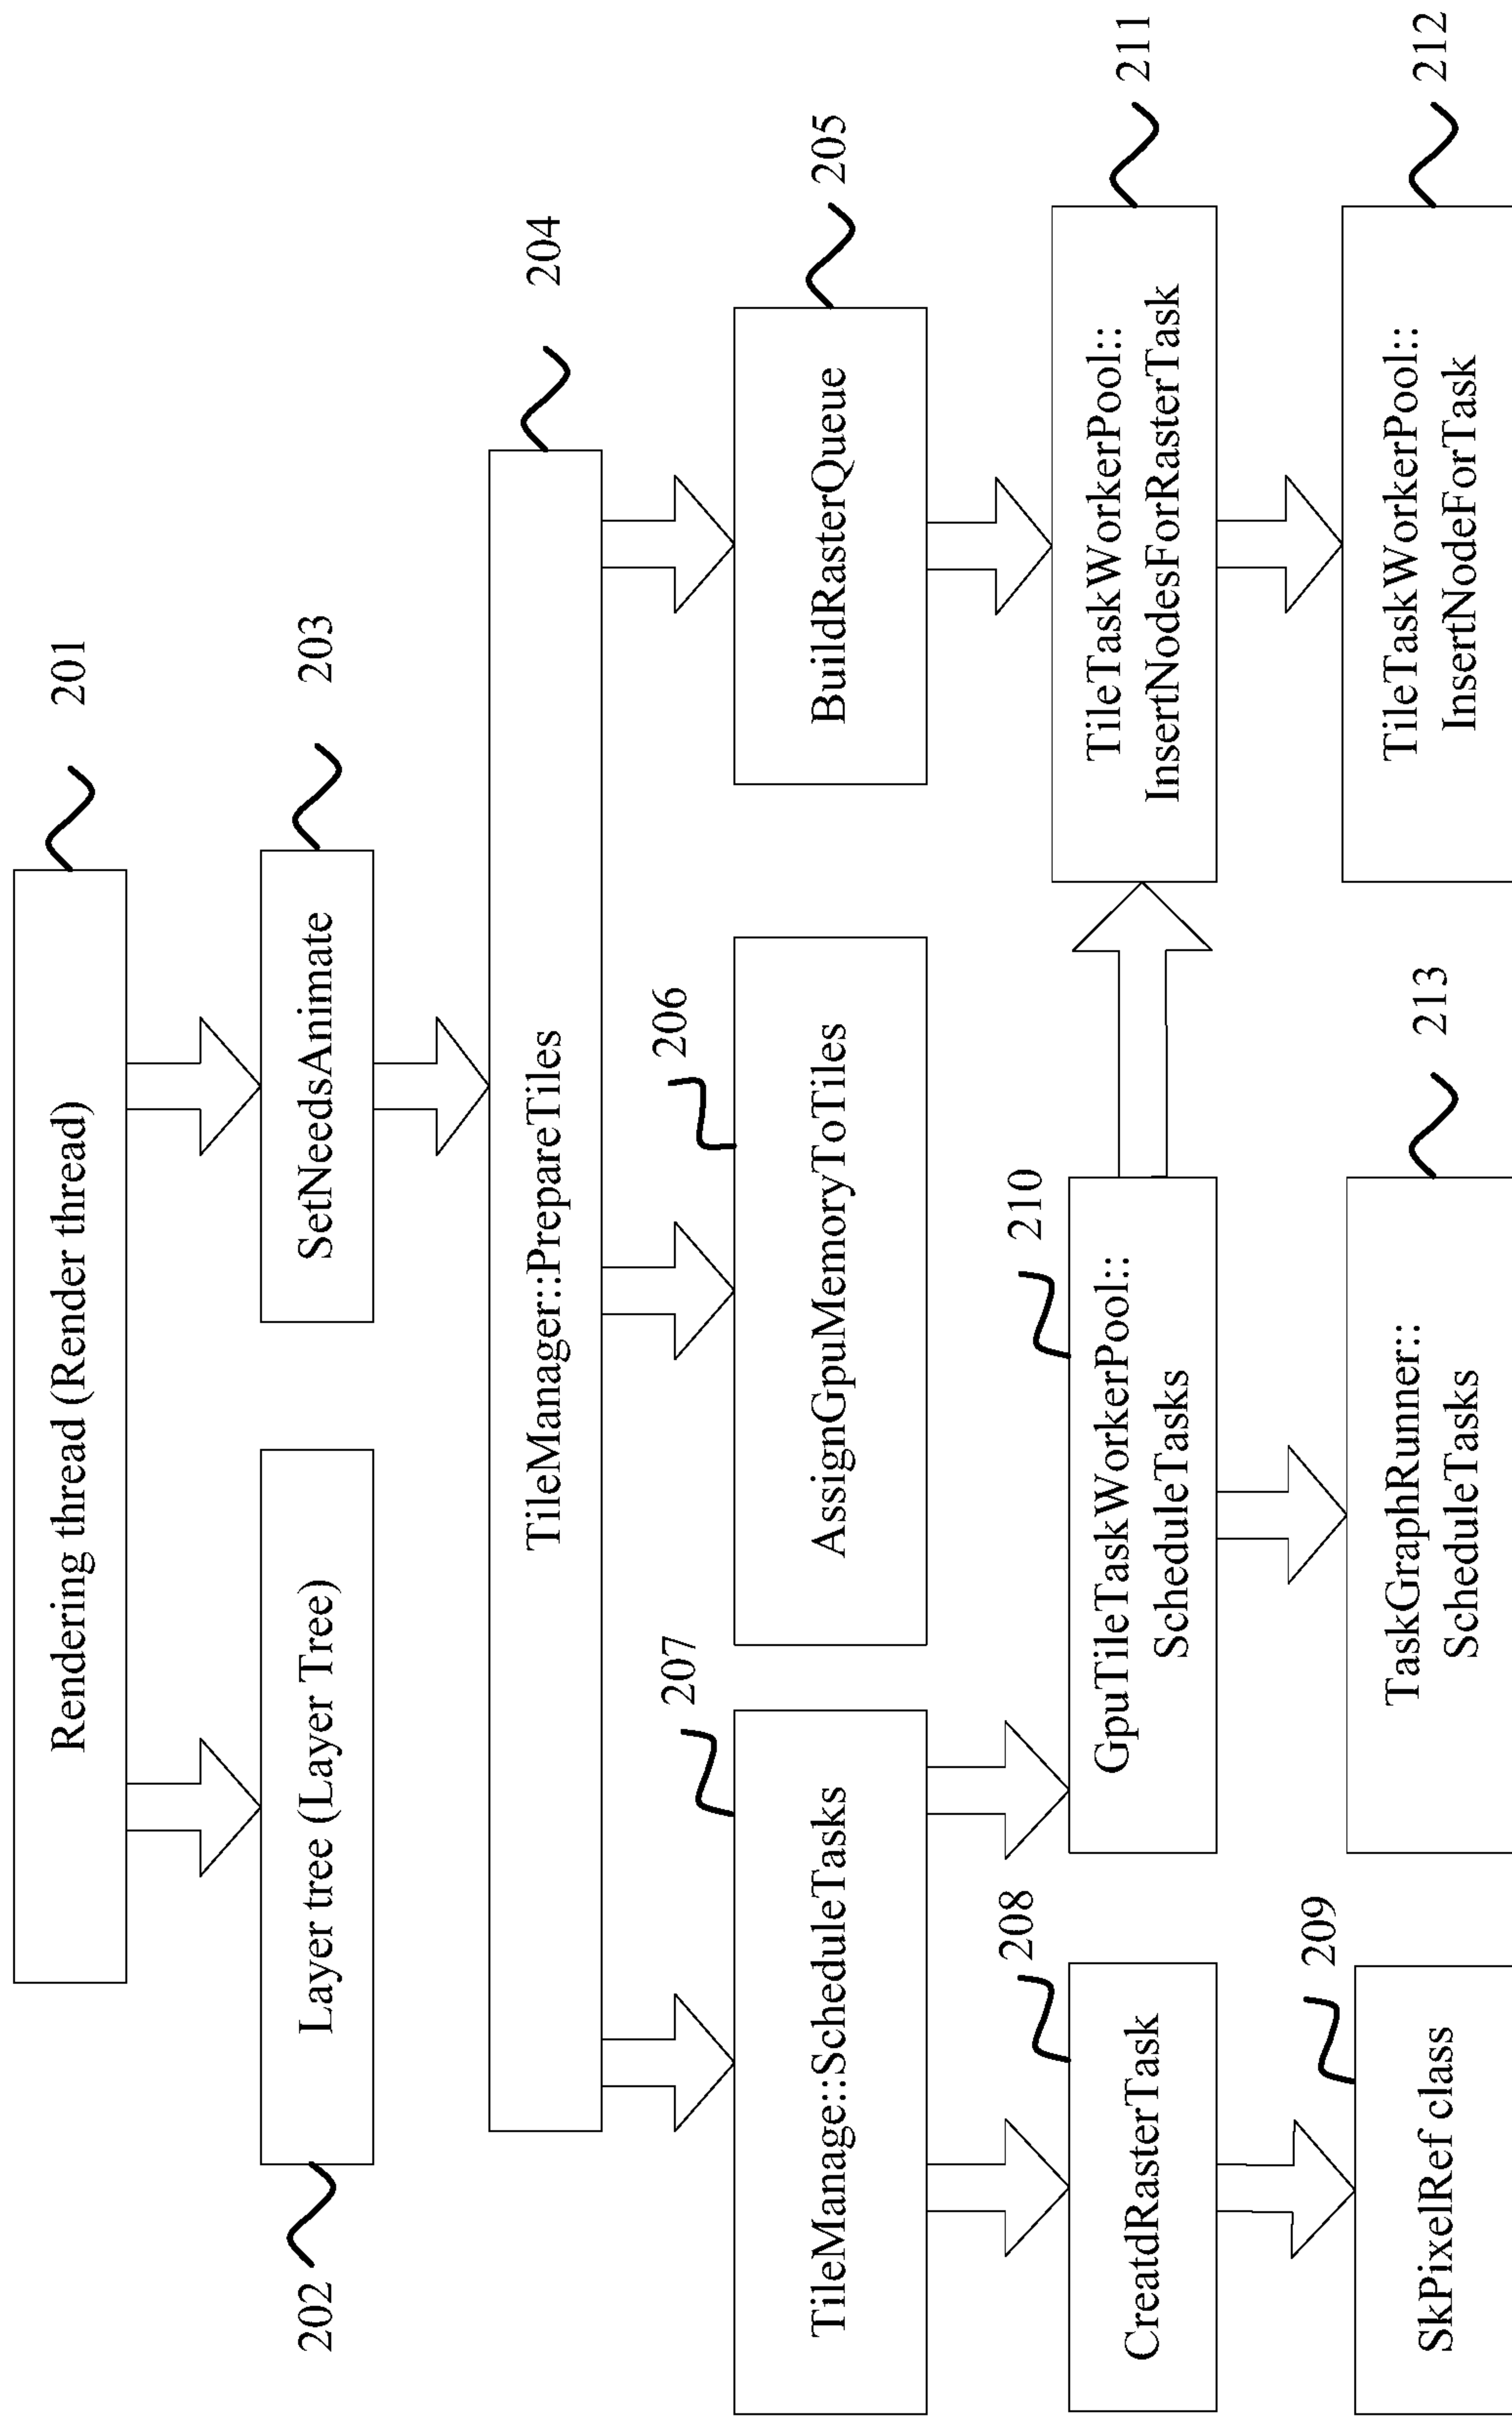 Rendering thread (Render thread)
201
202
Layer tree (Layer Tree)
SetNeedsAnimate
203
TileManager::PrepareTiles
204
207
TileManage::ScheduleTasks
206
AssignGpuMemoryToTiles
BuildRasterQueue
205
208
CreatdRasterTask
210
GpuTileTaskWorkerPool::
ScheduleTasks
TileTaskWorkerPool::
InsertNodesForRasterTask
211
209
SkPixelRef class
TaskGraphRunner::
ScheduleTasks
213
TileTaskWorkerPool::
InsertNodeForTask
212